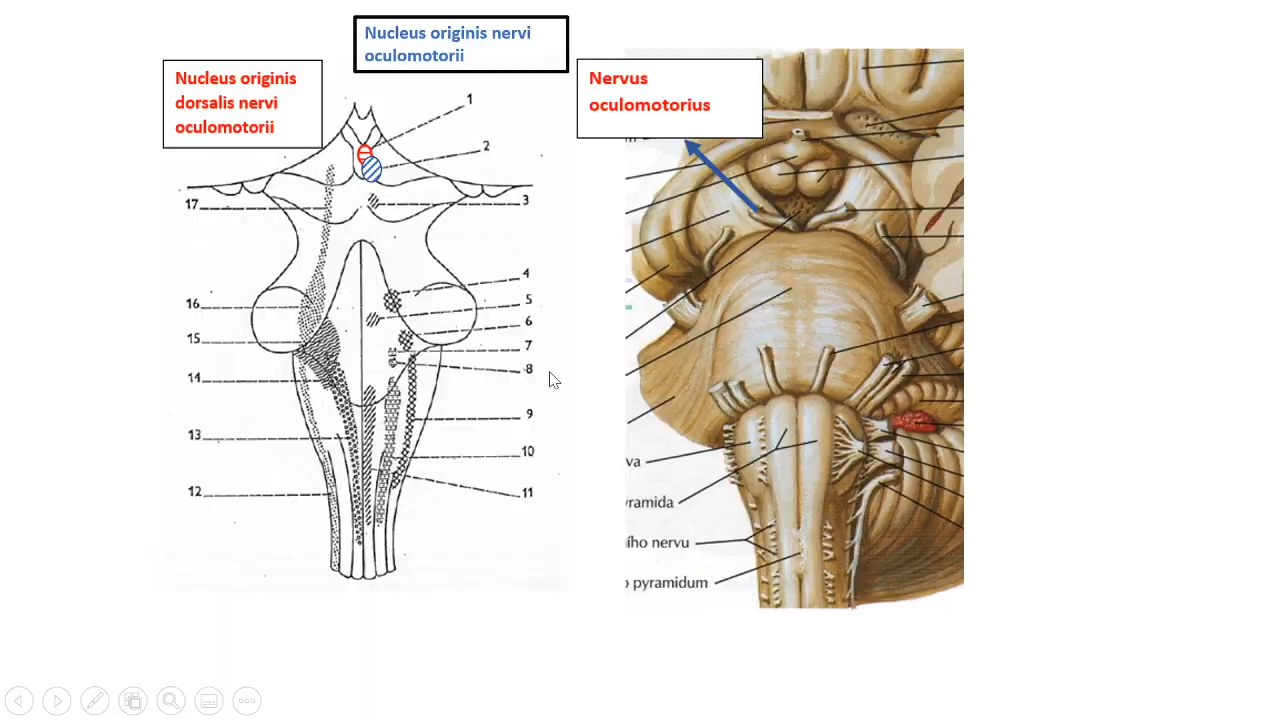 Nucleus originis nervi
oculomotorii
Nucleus originis
dorsalis nervi
oculomotorii
Nervus
oculomotorius
1
2
3
4
5
6
7
8
9
10
11
17
16
15
14
13
12
va
yramida
ího nervu
o pyramidum